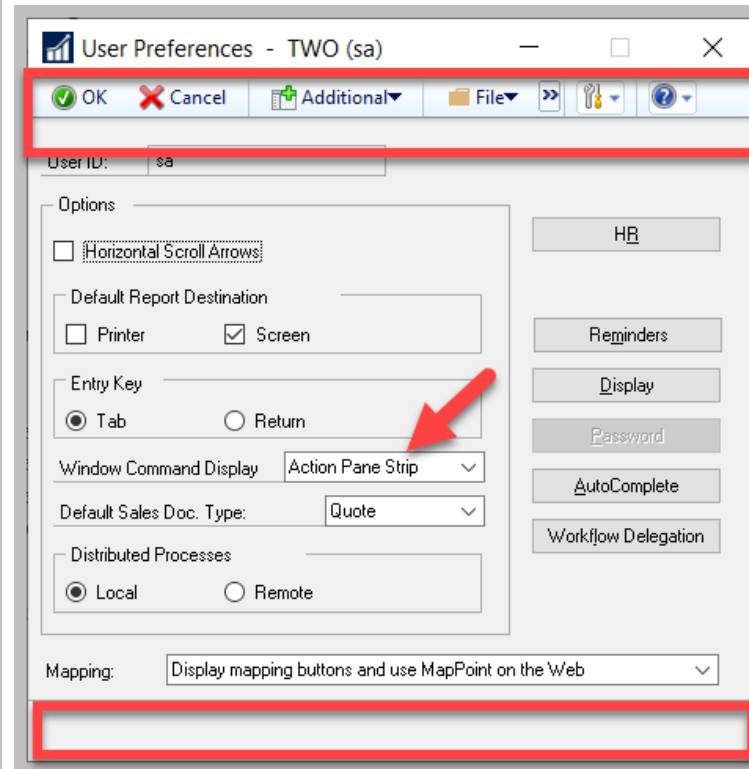 User Preferences - TWO (sa)
OK Cancel Additional File
User ID: sa
Options
Horizontal Scroll Arrows
HR
Default Report Destination
Printer Screen
Reminders
Entry Key
Display
Tab Return
Password
Window Command Display Action Pane Strip
AutoComplete
Default Sales Doc. Type: Quote
Workflow Delegation
Distributed Processes
Local Remote
Mapping: Display mapping buttons and use MapPoint on the Web